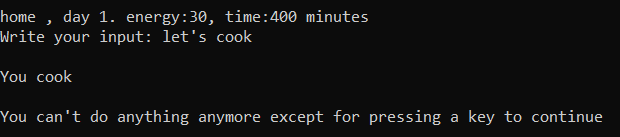 home , day 1. energy:30, time:400 minutes
Write your input: let's cook
You cook
You can't do anything anymore except for pressing a key to continue